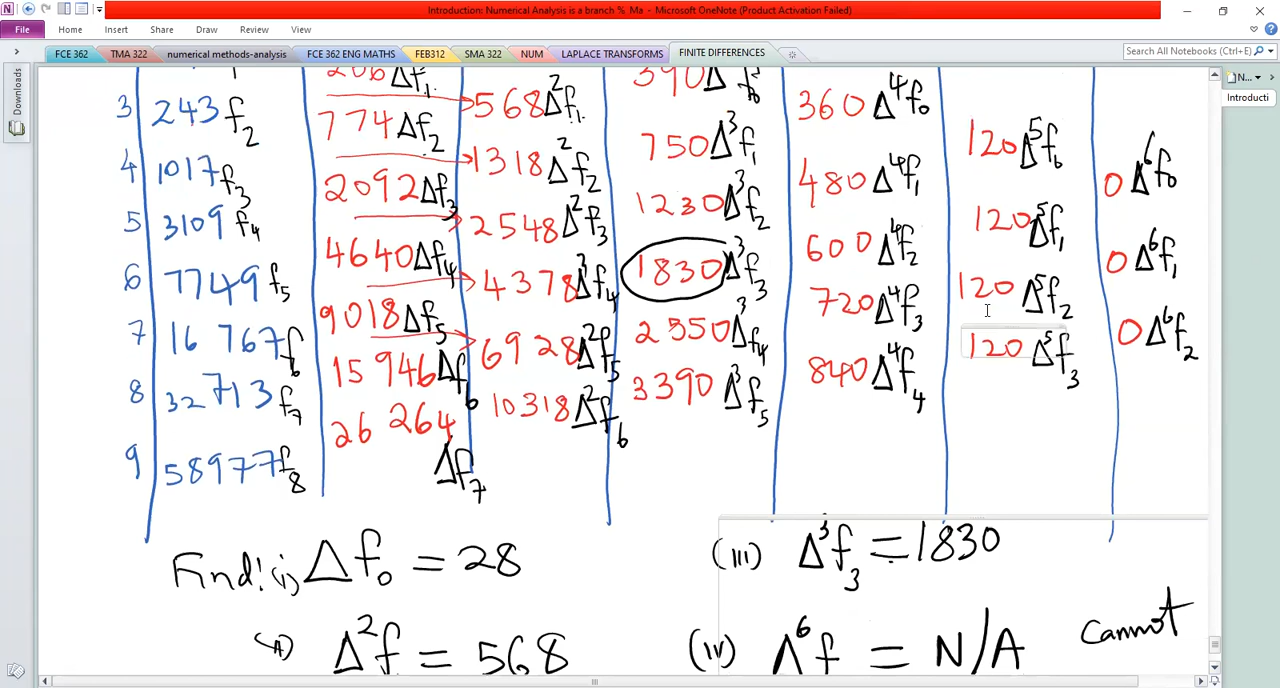 Introduction: Numerical Analysis is a branch % Ma - Microsoft OneNote (Product Activation Failed)
File Home Insert Share Draw Review View
FCE 362 TMA 322 numerical methods-analysis FCE 362 ENG MATHS FEB312 SMA 322 NUM LAPLACE TRANSFORMS FINITE DIFFERENCES Search All Notebooks (Ctrl+E)
Downloads
N...
Introducti
206 Δf₁ 390 Δ³f₀
3 243 f₂ 568 Δ²f₁ 360 Δ⁴f₀
774 Δf₂ 750 Δ³f₁ 120 Δ⁵f₀
4 1017 f₃ 1318 Δ²f₂ 480 Δ⁴f₁ 0 Δ⁶f₀
2092 Δf₃ 1230 Δ³f₂ 120 Δ⁵f₁
5 3109 f₄ 2548 Δ²f₃ 600 Δ⁴f₂ 0 Δ⁶f₁
4640 Δf₄ 1830 Δ³f₃ 120 Δ⁵f₂
6 7749 f₅ 4378 Δ³f₄ 720 Δ⁴f₃ 0 Δ⁶f₂
9018 Δf₅ 2550 Δ³f₄ 120 Δ⁵f₃
7 16 767 f₆ 6928 Δ²f₅ 840 Δ⁴f₄
15 946 Δf₆ 3390 Δ³f₅
8 32 713 f₇ 10318 Δ²f₆
26 264 Δf₇
9 58977 f₈
Find: (i) Δf₀ = 28 (iii) Δ³f₃ = 1830
Δ²f = 568 (iv) Δ⁶f = N/A cannot